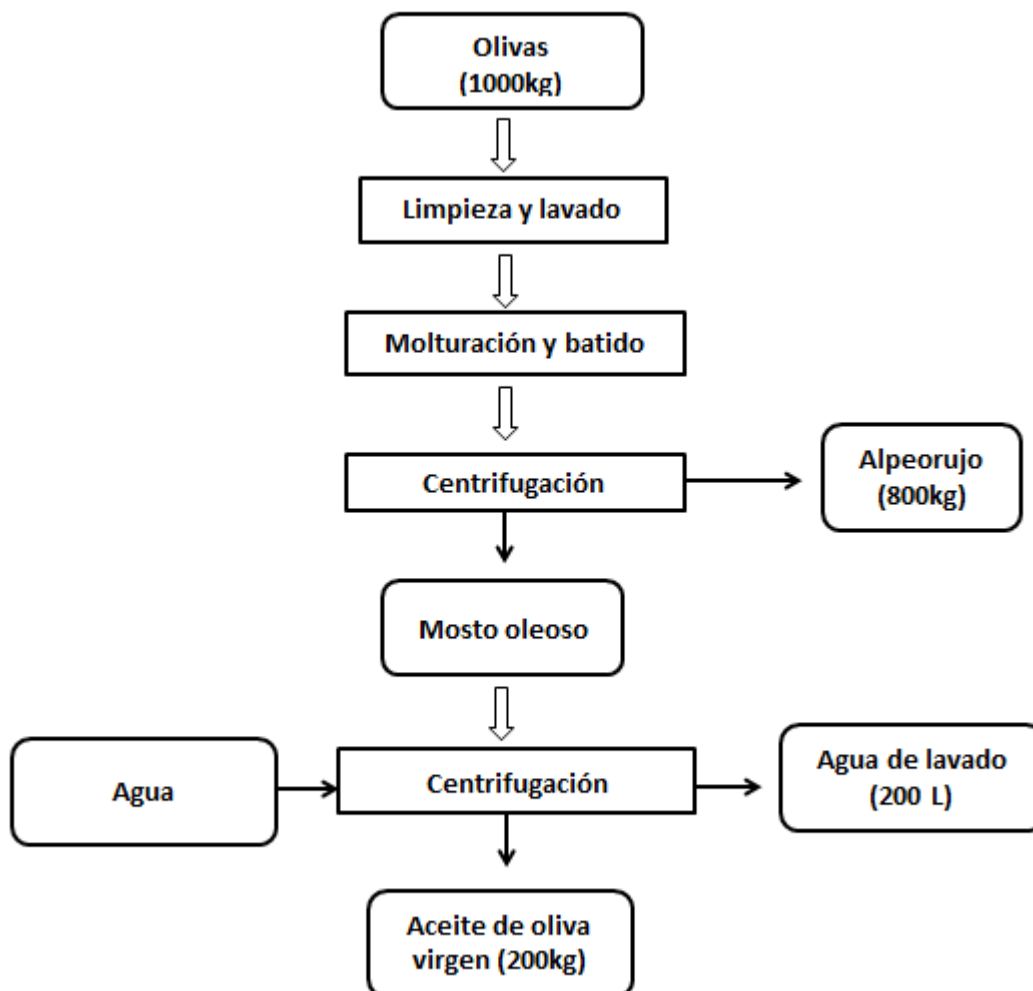 Olivas
(1000kg)
Limpieza y lavado
Molturación y batido
Centrifugación
Alpeorujo
(800kg)
Mosto oleoso
Agua
Centrifugación
Agua de lavado
(200 L)
Aceite de oliva
virgen (200kg)